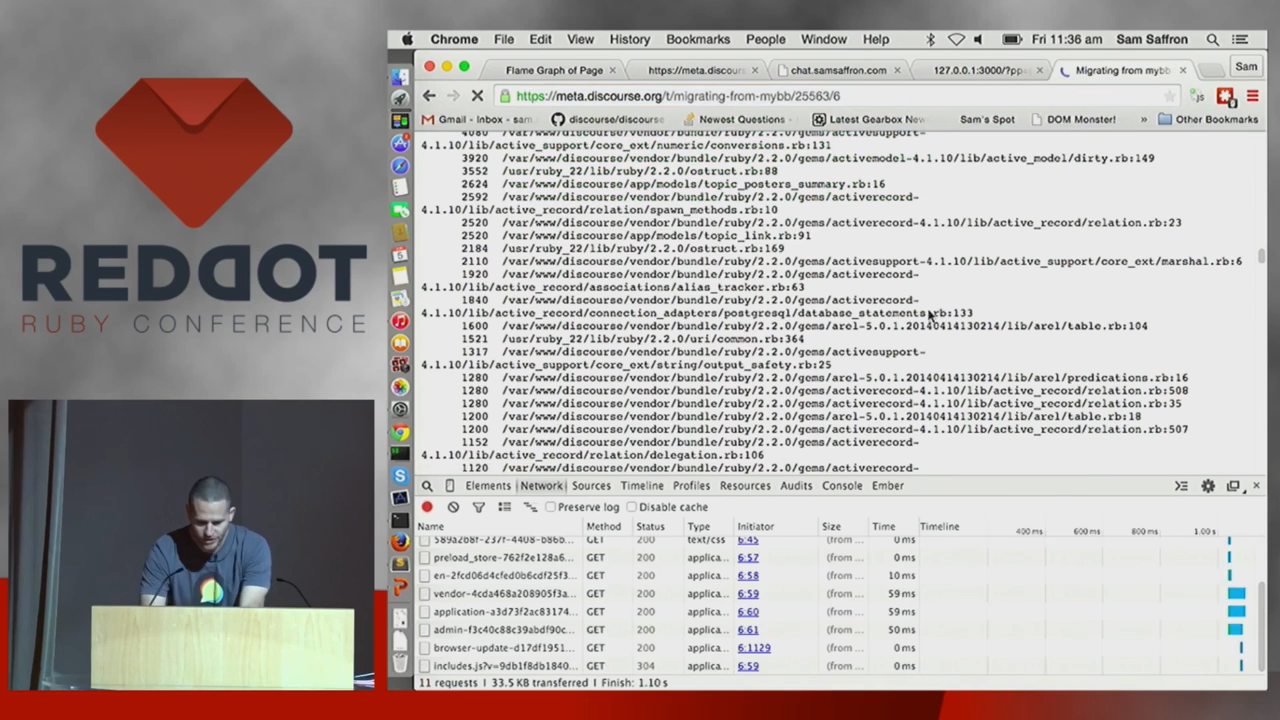 REDDOT
RUBY CONFERENCE
Chrome File Edit View History Bookmarks People Window Help Fri 11:36 am Sam Saffron
Flame Graph of Page https://meta.discours chat.samsaffron.com 127.0.0.1:3000/?pp= Migrating from mybb Sam
https://meta.discourse.org/t/migrating-from-mybb/25563/6
Gmail - Inbox - sam. discourse/discourse Newest Questions Latest Gearbox New Sam's Spot DOM Monster! » Other Bookmarks
4080 /var/www/discourse/vendor/bundle/ruby/2.2.0/gems/activesupport-
4.1.10/lib/active_support/core_ext/numeric/conversions.rb:131
3920 /var/www/discourse/vendor/bundle/ruby/2.2.0/gems/activemodel-4.1.10/lib/active_model/dirty.rb:149
3552 /usr/ruby_22/lib/ruby/2.2.0/ostruct.rb:88
2624 /var/www/discourse/app/models/topic_posters_summary.rb:16
2592 /var/www/discourse/vendor/bundle/ruby/2.2.0/gems/activerecord-
4.1.10/lib/active_record/relation/spawn_methods.rb:10
2520 /var/www/discourse/vendor/bundle/ruby/2.2.0/gems/activerecord-4.1.10/lib/active_record/relation.rb:23
2520 /var/www/discourse/app/models/topic_link.rb:91
2184 /usr/ruby_22/lib/ruby/2.2.0/ostruct.rb:169
2110 /var/www/discourse/vendor/bundle/ruby/2.2.0/gems/activesupport-4.1.10/lib/active_support/core_ext/marshal.rb:6
1920 /var/www/discourse/vendor/bundle/ruby/2.2.0/gems/activerecord-
4.1.10/lib/active_record/associations/alias_tracker.rb:63
1840 /var/www/discourse/vendor/bundle/ruby/2.2.0/gems/activerecord-
4.1.10/lib/active_record/connection_adapters/postgresql/database_statements.rb:133
1600 /var/www/discourse/vendor/bundle/ruby/2.2.0/gems/arel-5.0.1.20140414130214/lib/arel/table.rb:104
1521 /usr/ruby_22/lib/ruby/2.2.0/uri/common.rb:364
1317 /var/www/discourse/vendor/bundle/ruby/2.2.0/gems/activesupport-
4.1.10/lib/active_support/core_ext/string/output_safety.rb:25
1280 /var/www/discourse/vendor/bundle/ruby/2.2.0/gems/arel-5.0.1.20140414130214/lib/arel/predications.rb:16
1280 /var/www/discourse/vendor/bundle/ruby/2.2.0/gems/activerecord-4.1.10/lib/active_record/relation.rb:508
1280 /var/www/discourse/vendor/bundle/ruby/2.2.0/gems/activerecord-4.1.10/lib/active_record/relation.rb:35
1200 /var/www/discourse/vendor/bundle/ruby/2.2.0/gems/arel-5.0.1.20140414130214/lib/arel/table.rb:18
1200 /var/www/discourse/vendor/bundle/ruby/2.2.0/gems/activerecord-4.1.10/lib/active_record/relation.rb:507
1152 /var/www/discourse/vendor/bundle/ruby/2.2.0/gems/activerecord-
4.1.10/lib/active_record/relation/delegation.rb:106
1120 /var/www/discourse/vendor/bundle/ruby/2.2.0/gems/activerecord-
Elements Network Sources Timeline Profiles Resources Audits Console Ember
Preserve log Disable cache
Name Method Status Type Initiator Size Time Timeline 400 ms 600 ms 800 ms 1.00 s
GET 200 text/css 6:45 (from ... 0 ms
preload_store-762f2e128a6... GET 200 applica... 6:57 (from ... 0 ms
en-2fcd06d4cfed0b6cdf25f3... GET 200 applica... 6:58 (from ... 10 ms
vendor-4cda468a208905f3a... GET 200 applica... 6:59 (from ... 59 ms
application-a3d73f2ac83174... GET 200 applica... 6:60 (from ... 59 ms
admin-f3c40c88c39abdf90c... GET 200 applica... 6:61 (from ... 50 ms
browser-update-d17df1951... GET 200 applica... 6:1129 (from ... 0 ms
includes.js?v=9db1f8db1840... GET 304 applica... 6:59 (from ...
11 requests | 33.5 KB transferred | Finish: 1.10 s